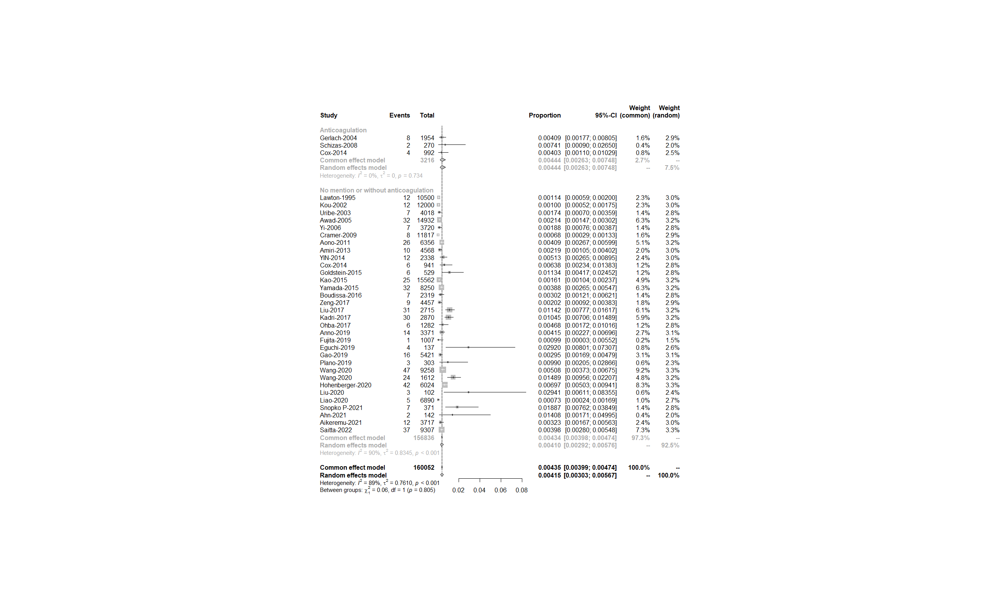 Weight Weight
Study Events Total Proportion 95%-CI (common) (random)
Anticoagulation
Gerlach-2004 8 1954 0.00409 [0.00177; 0.00805] 1.6% 2.9%
Schizas-2008 2 270 0.00741 [0.00090; 0.02650] 0.4% 2.0%
Cox-2014 4 992 0.00403 [0.00110; 0.01029] 0.8% 2.5%
Common effect model 3216 0.00444 [0.00263; 0.00748] 2.7% --
Random effects model 0.00444 [0.00263; 0.00748] -- 7.5%
Heterogeneity: I² = 0%, τ² = 0, p = 0.734
No mention or without anticoagulation
Lawton-1995 12 10500 0.00114 [0.00059; 0.00200] 2.3% 3.0%
Kou-2002 12 12000 0.00100 [0.00052; 0.00175] 2.3% 3.0%
Uribe-2003 7 4018 0.00174 [0.00070; 0.00359] 1.4% 2.8%
Awad-2005 32 14932 0.00214 [0.00147; 0.00302] 6.3% 3.2%
Yi-2006 7 3720 0.00188 [0.00076; 0.00387] 1.4% 2.8%
Cramer-2009 8 11817 0.00068 [0.00029; 0.00133] 1.6% 2.9%
Aono-2011 26 6356 0.00409 [0.00267; 0.00599] 5.1% 3.2%
Amiri-2013 10 4568 0.00219 [0.00105; 0.00402] 2.0% 3.0%
YIN-2014 12 2338 0.00513 [0.00265; 0.00895] 2.4% 3.0%
Cox-2014 6 941 0.00638 [0.00234; 0.01383] 1.2% 2.8%
Goldstein-2015 6 529 0.01134 [0.00417; 0.02452] 1.2% 2.8%
Kao-2015 25 15562 0.00161 [0.00104; 0.00237] 4.9% 3.2%
Yamada-2015 32 8250 0.00388 [0.00265; 0.00547] 6.3% 3.2%
Boudissa-2016 7 2319 0.00302 [0.00121; 0.00621] 1.4% 2.8%
Zeng-2017 9 4457 0.00202 [0.00092; 0.00383] 1.8% 2.9%
Liu-2017 31 2715 0.01142 [0.00777; 0.01617] 6.1% 3.2%
Kadri-2017 30 2870 0.01045 [0.00706; 0.01489] 5.9% 3.2%
Ohba-2017 6 1282 0.00468 [0.00172; 0.01016] 1.2% 2.8%
Anno-2019 14 3371 0.00415 [0.00227; 0.00696] 2.7% 3.1%
Fujita-2019 1 1007 0.00099 [0.00003; 0.00552] 0.2% 1.5%
Eguchi-2019 4 137 0.02920 [0.00801; 0.07307] 0.8% 2.6%
Gao-2019 16 5421 0.00295 [0.00169; 0.00479] 3.1% 3.1%
Plano-2019 3 303 0.00990 [0.00205; 0.02866] 0.6% 2.3%
Wang-2020 47 9258 0.00508 [0.00373; 0.00675] 9.2% 3.3%
Wang-2020 24 1612 0.01489 [0.00956; 0.02207] 4.8% 3.2%
Hohenberger-2020 42 6024 0.00697 [0.00503; 0.00941] 8.3% 3.3%
Liu-2020 3 102 0.02941 [0.00611; 0.08355] 0.6% 2.4%
Liao-2020 5 6890 0.00073 [0.00024; 0.00169] 1.0% 2.7%
Snopko P-2021 7 371 0.01887 [0.00762; 0.03849] 1.4% 2.8%
Ahn-2021 2 142 0.01408 [0.00171; 0.04995] 0.4% 2.0%
Aikeremu-2021 12 3717 0.00323 [0.00167; 0.00563] 2.4% 3.0%
Saitta-2022 37 9307 0.00398 [0.00280; 0.00548] 7.3% 3.3%
Common effect model 156836 0.00434 [0.00398; 0.00474] 97.3% --
Random effects model 0.00410 [0.00292; 0.00576] -- 92.5%
Heterogeneity: I² = 90%, τ² = 0.8345, p < 0.001
Common effect model 160052 0.00435 [0.00399; 0.00474] 100.0% --
Random effects model 0.00415 [0.00303; 0.00567] -- 100.0%
Heterogeneity: I² = 89%, τ² = 0.7610, p < 0.001
Between groups: χ²₁ = 0.06, df = 1 (p = 0.805) 0.02 0.04 0.06 0.08